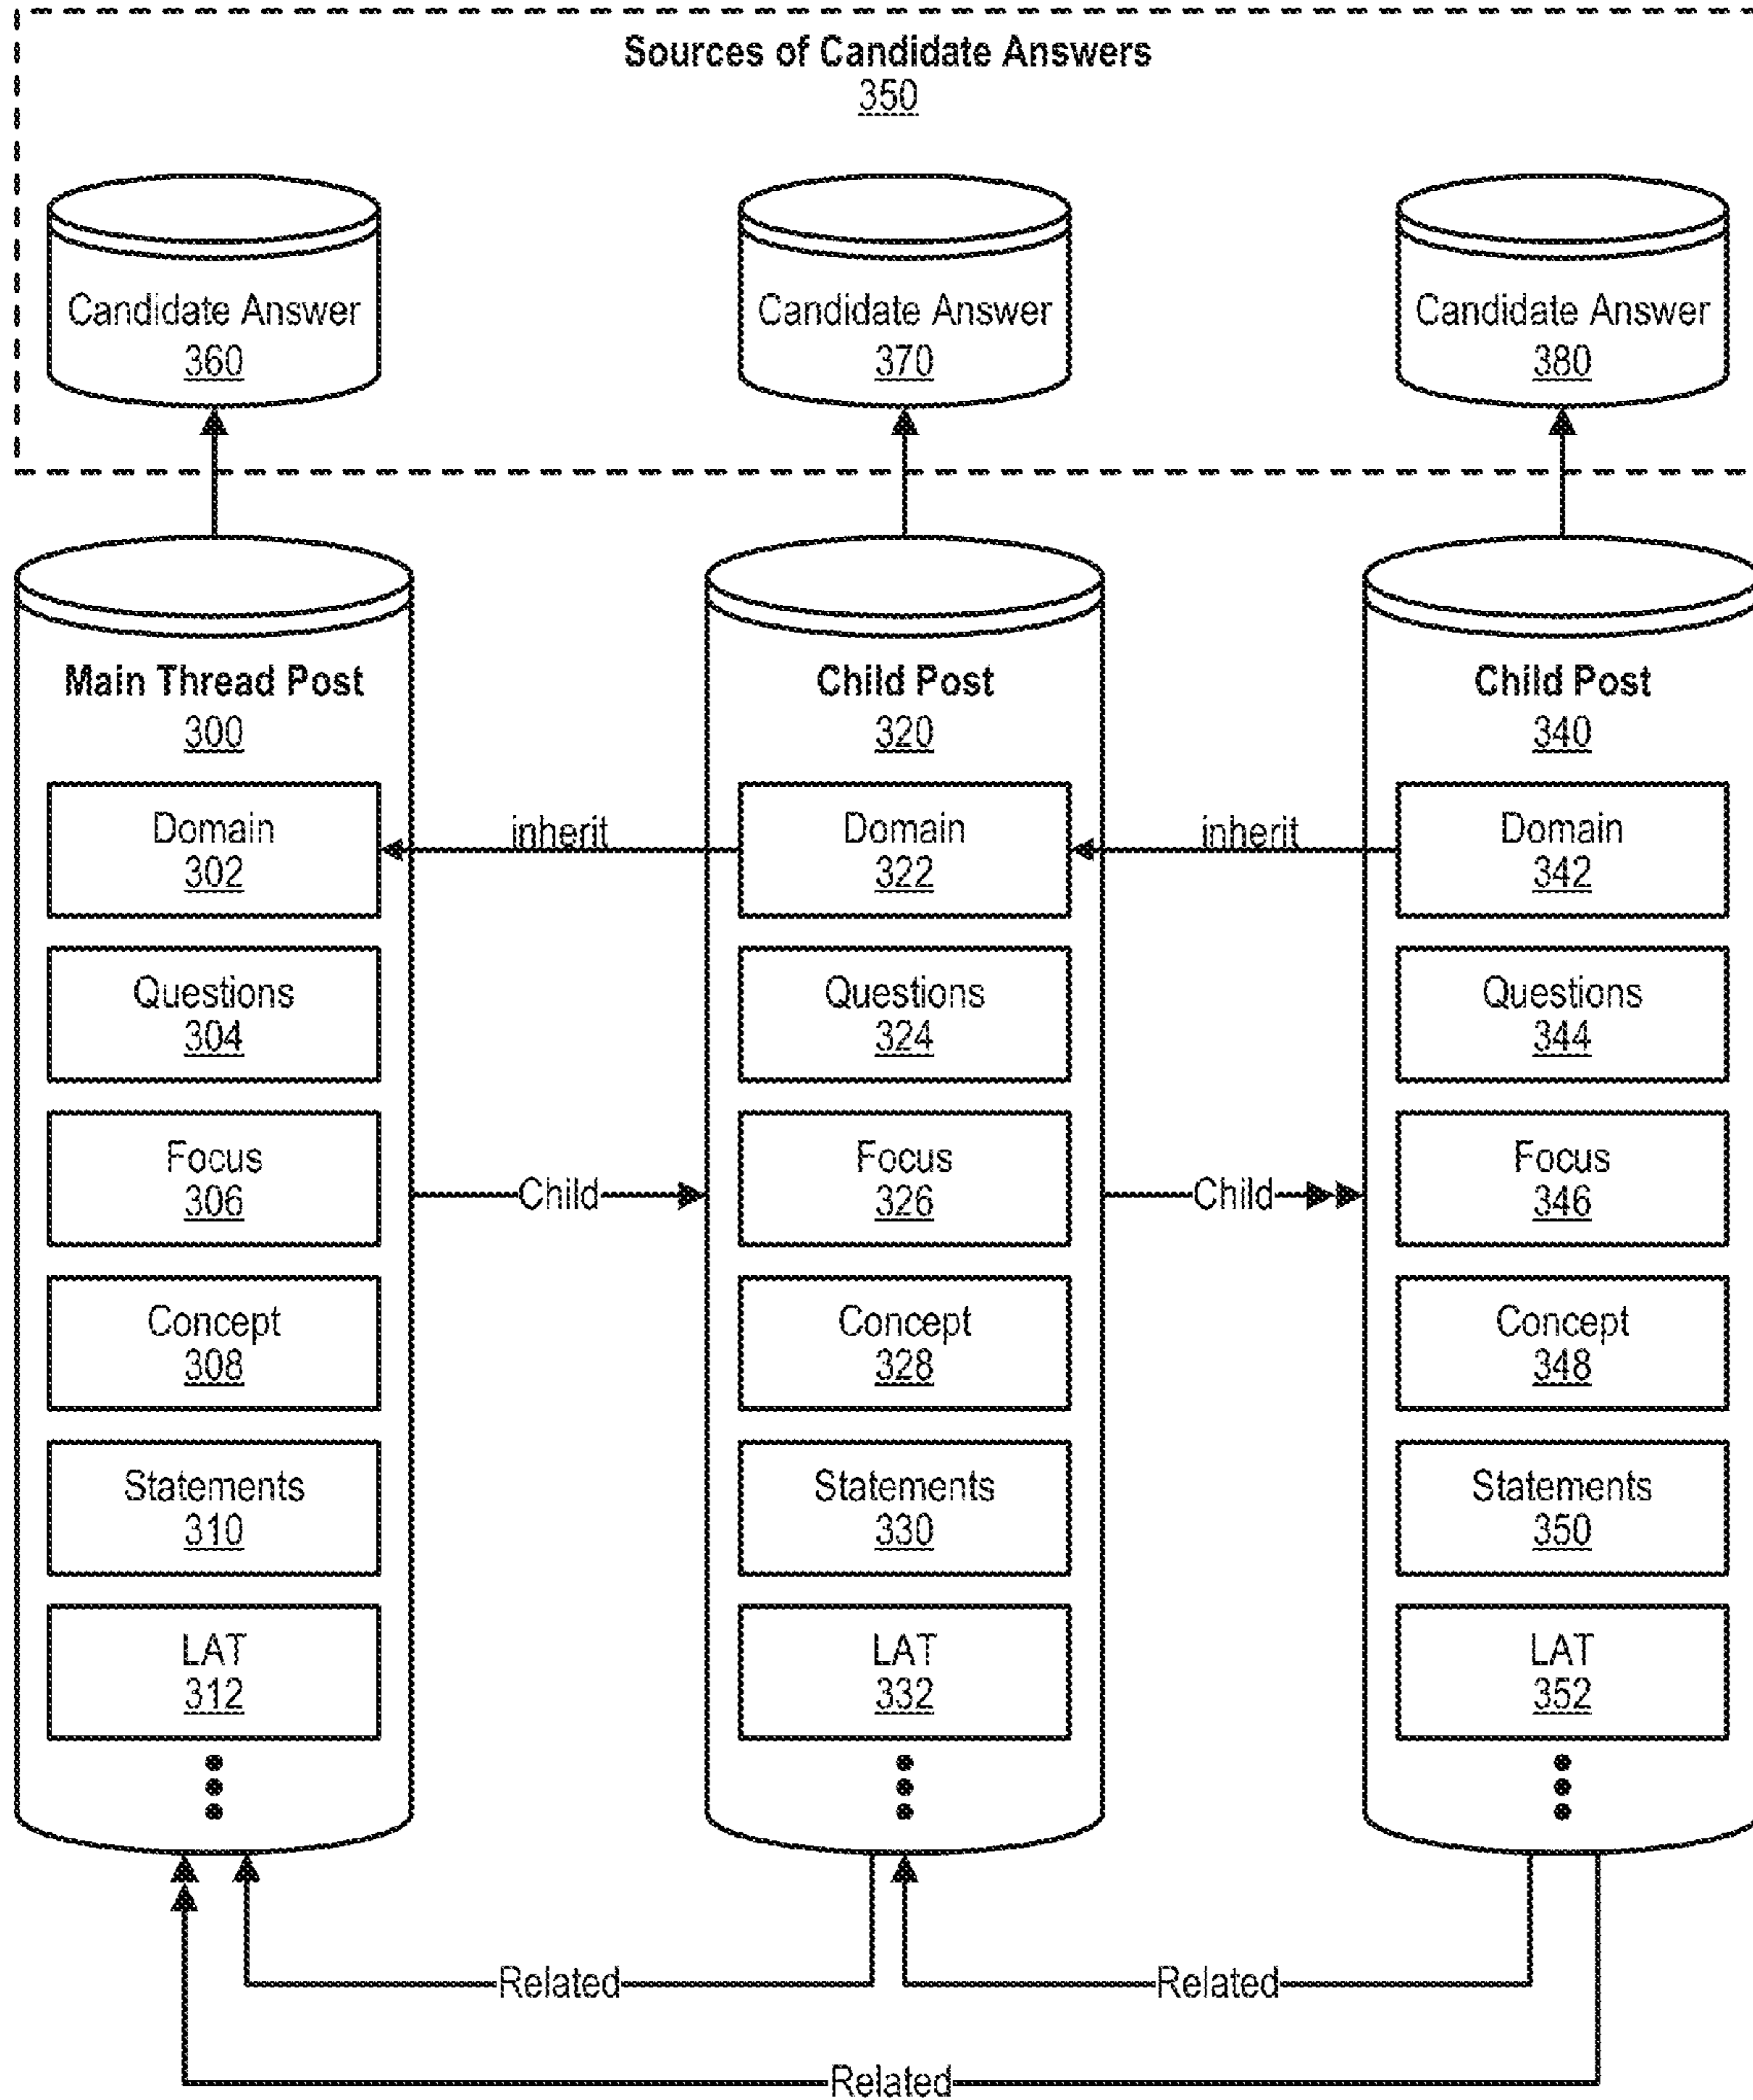 Sources of Candidate Answers
350
Candidate Answer
360
Candidate Answer
370
Candidate Answer
380
Main Thread Post
300
Domain
302
Questions
304
Focus
306
Concept
308
Statements
310
LAT
312
inherit
Child
Child Post
320
Domain
322
Questions
324
Focus
326
Concept
328
Statements
330
LAT
332
inherit
Child
Child Post
340
Domain
342
Questions
344
Focus
346
Concept
348
Statements
350
LAT
352
Related
Related
Related